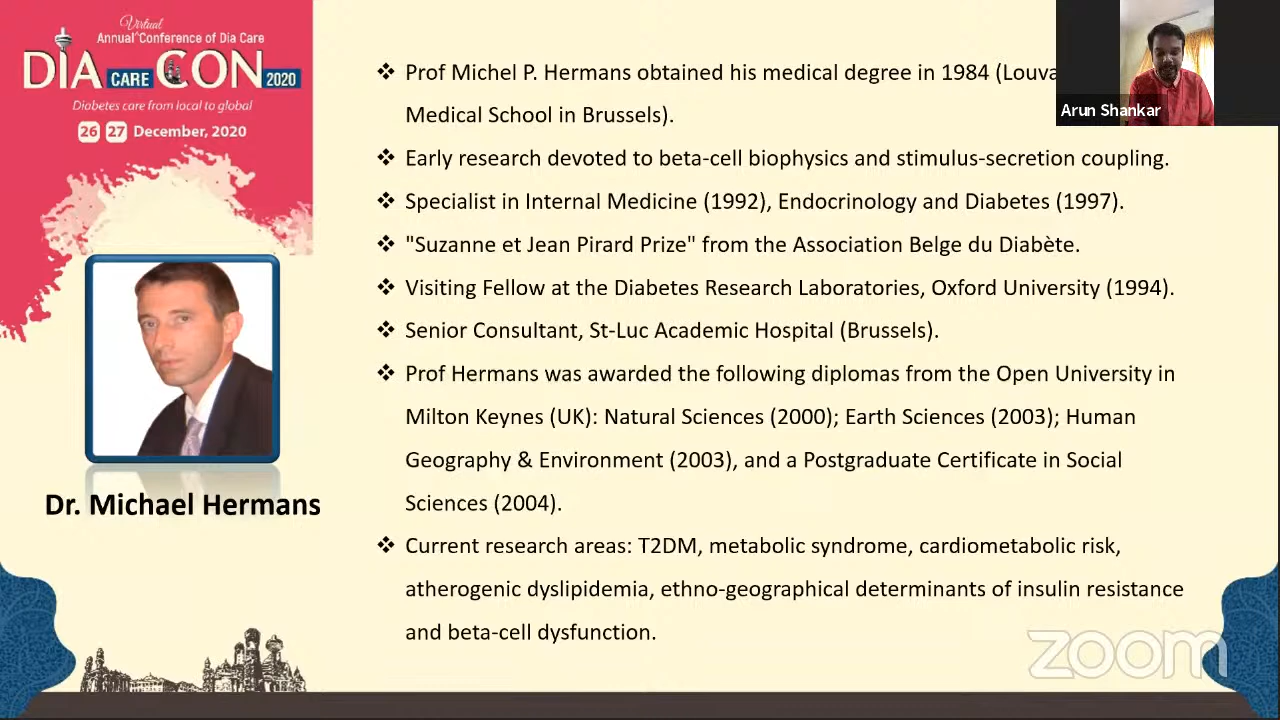 Virtual
Annual Conference of Dia Care
DIA CARE CON 2020
Diabetes care from local to global
26 27 December, 2020
Dr. Michael Hermans
❖ Prof Michel P. Hermans obtained his medical degree in 1984
Medical School in Brussels).
❖ Early research devoted to beta-cell biophysics and stimulus-secretion coupling.
❖ Specialist in Internal Medicine (1992), Endocrinology and Diabetes (1997).
❖ "Suzanne et Jean Pirard Prize" from the Association Belge du Diabète.
❖ Visiting Fellow at the Diabetes Research Laboratories, Oxford University (1994).
❖ Senior Consultant, St-Luc Academic Hospital (Brussels).
❖ Prof Hermans was awarded the following diplomas from the Open University in
Milton Keynes (UK): Natural Sciences (2000); Earth Sciences (2003); Human
Geography & Environment (2003), and a Postgraduate Certificate in Social
Sciences (2004).
❖ Current research areas: T2DM, metabolic syndrome, cardiometabolic risk,
atherogenic dyslipidemia, ethno-geographical determinants of insulin resistance
and beta-cell dysfunction.
Arun Shankar
zoom